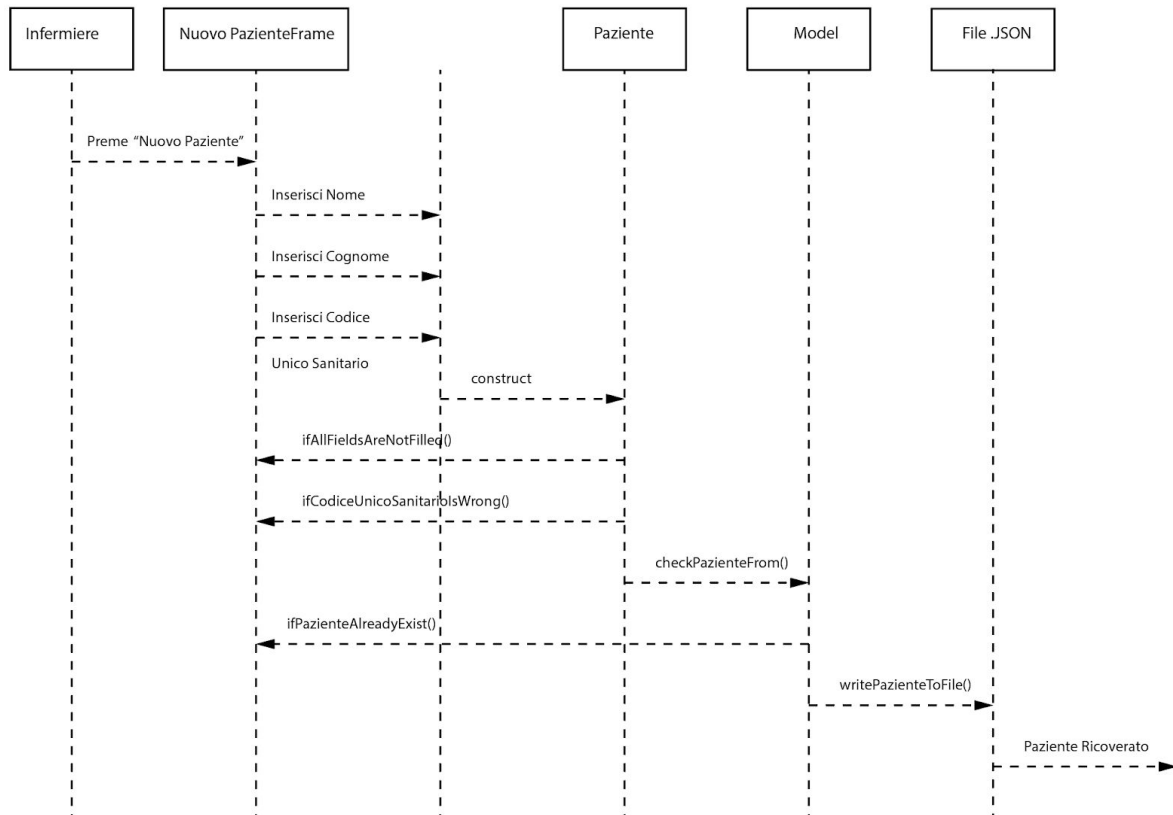 Infermiere
Nuovo PazienteFrame
Paziente
Model
File .JSON
Preme “Nuovo Paziente”
Inserisci Nome
Inserisci Cognome
Inserisci Codice
Unico Sanitario
construct
ifAllFieldsAreNotFilled()
ifCodiceUnicoSanitarioIsWrong()
checkPazienteFrom()
ifPazienteAlreadyExist()
writePazienteToFile()
Paziente Ricoverato